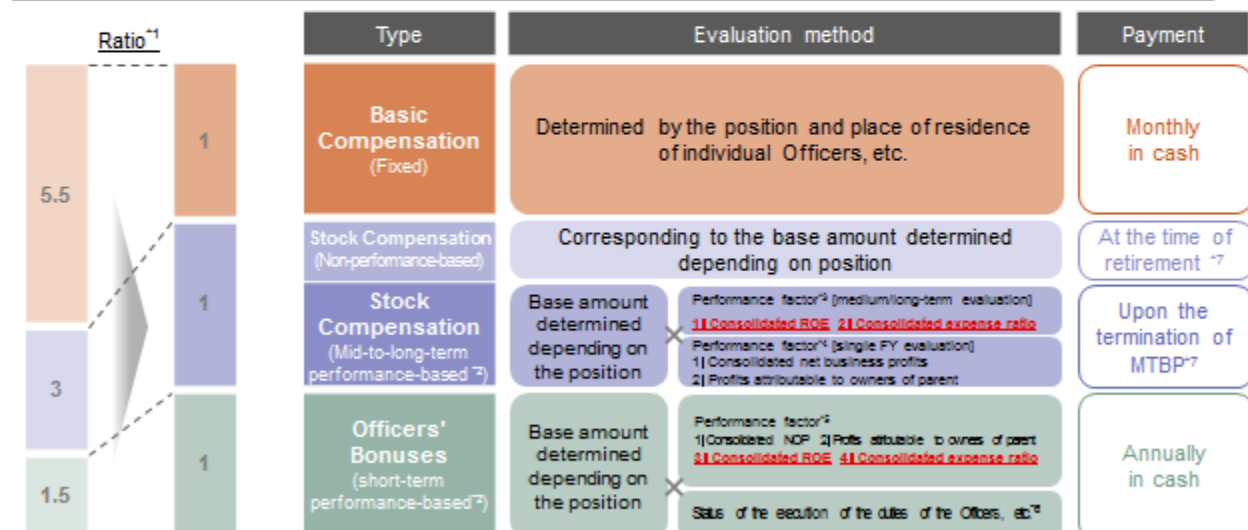 Ratio*1
Type
Evaluation method
Payment
5.5
3
1.5
1
1
1
Basic
Compensation
(Fixed)
Determined by the position and place of residence
of individual Officers, etc.
Monthly
in cash
Stock Compensation
(Non-performance-based)
Corresponding to the base amount determined
depending on position
At the time of
retirement *7
Stock
Compensation
(Mid-to-long-term
performance-based *2)
Base amount
determined
depending on
the position
×
Performance factor*3 [medium/long-term evaluation]
1| Consolidated ROE 2| Consolidated expense ratio
Performance factor*4 [single FY evaluation]
1| Consolidated net business profits
2| Profits attributable to owners of parent
Upon the
termination of
MTBP*7
Officers'
Bonuses
(short-term
performance-based*2)
Base amount
determined
depending on
the position
×
Performance factor*5
1| Consolidated NOP 2| Profits attributable to owners of parent
3| Consolidated ROE 4| Consolidated expense ratio
Status of the execution of the duties of the Officers, etc.*6
Annually
in cash